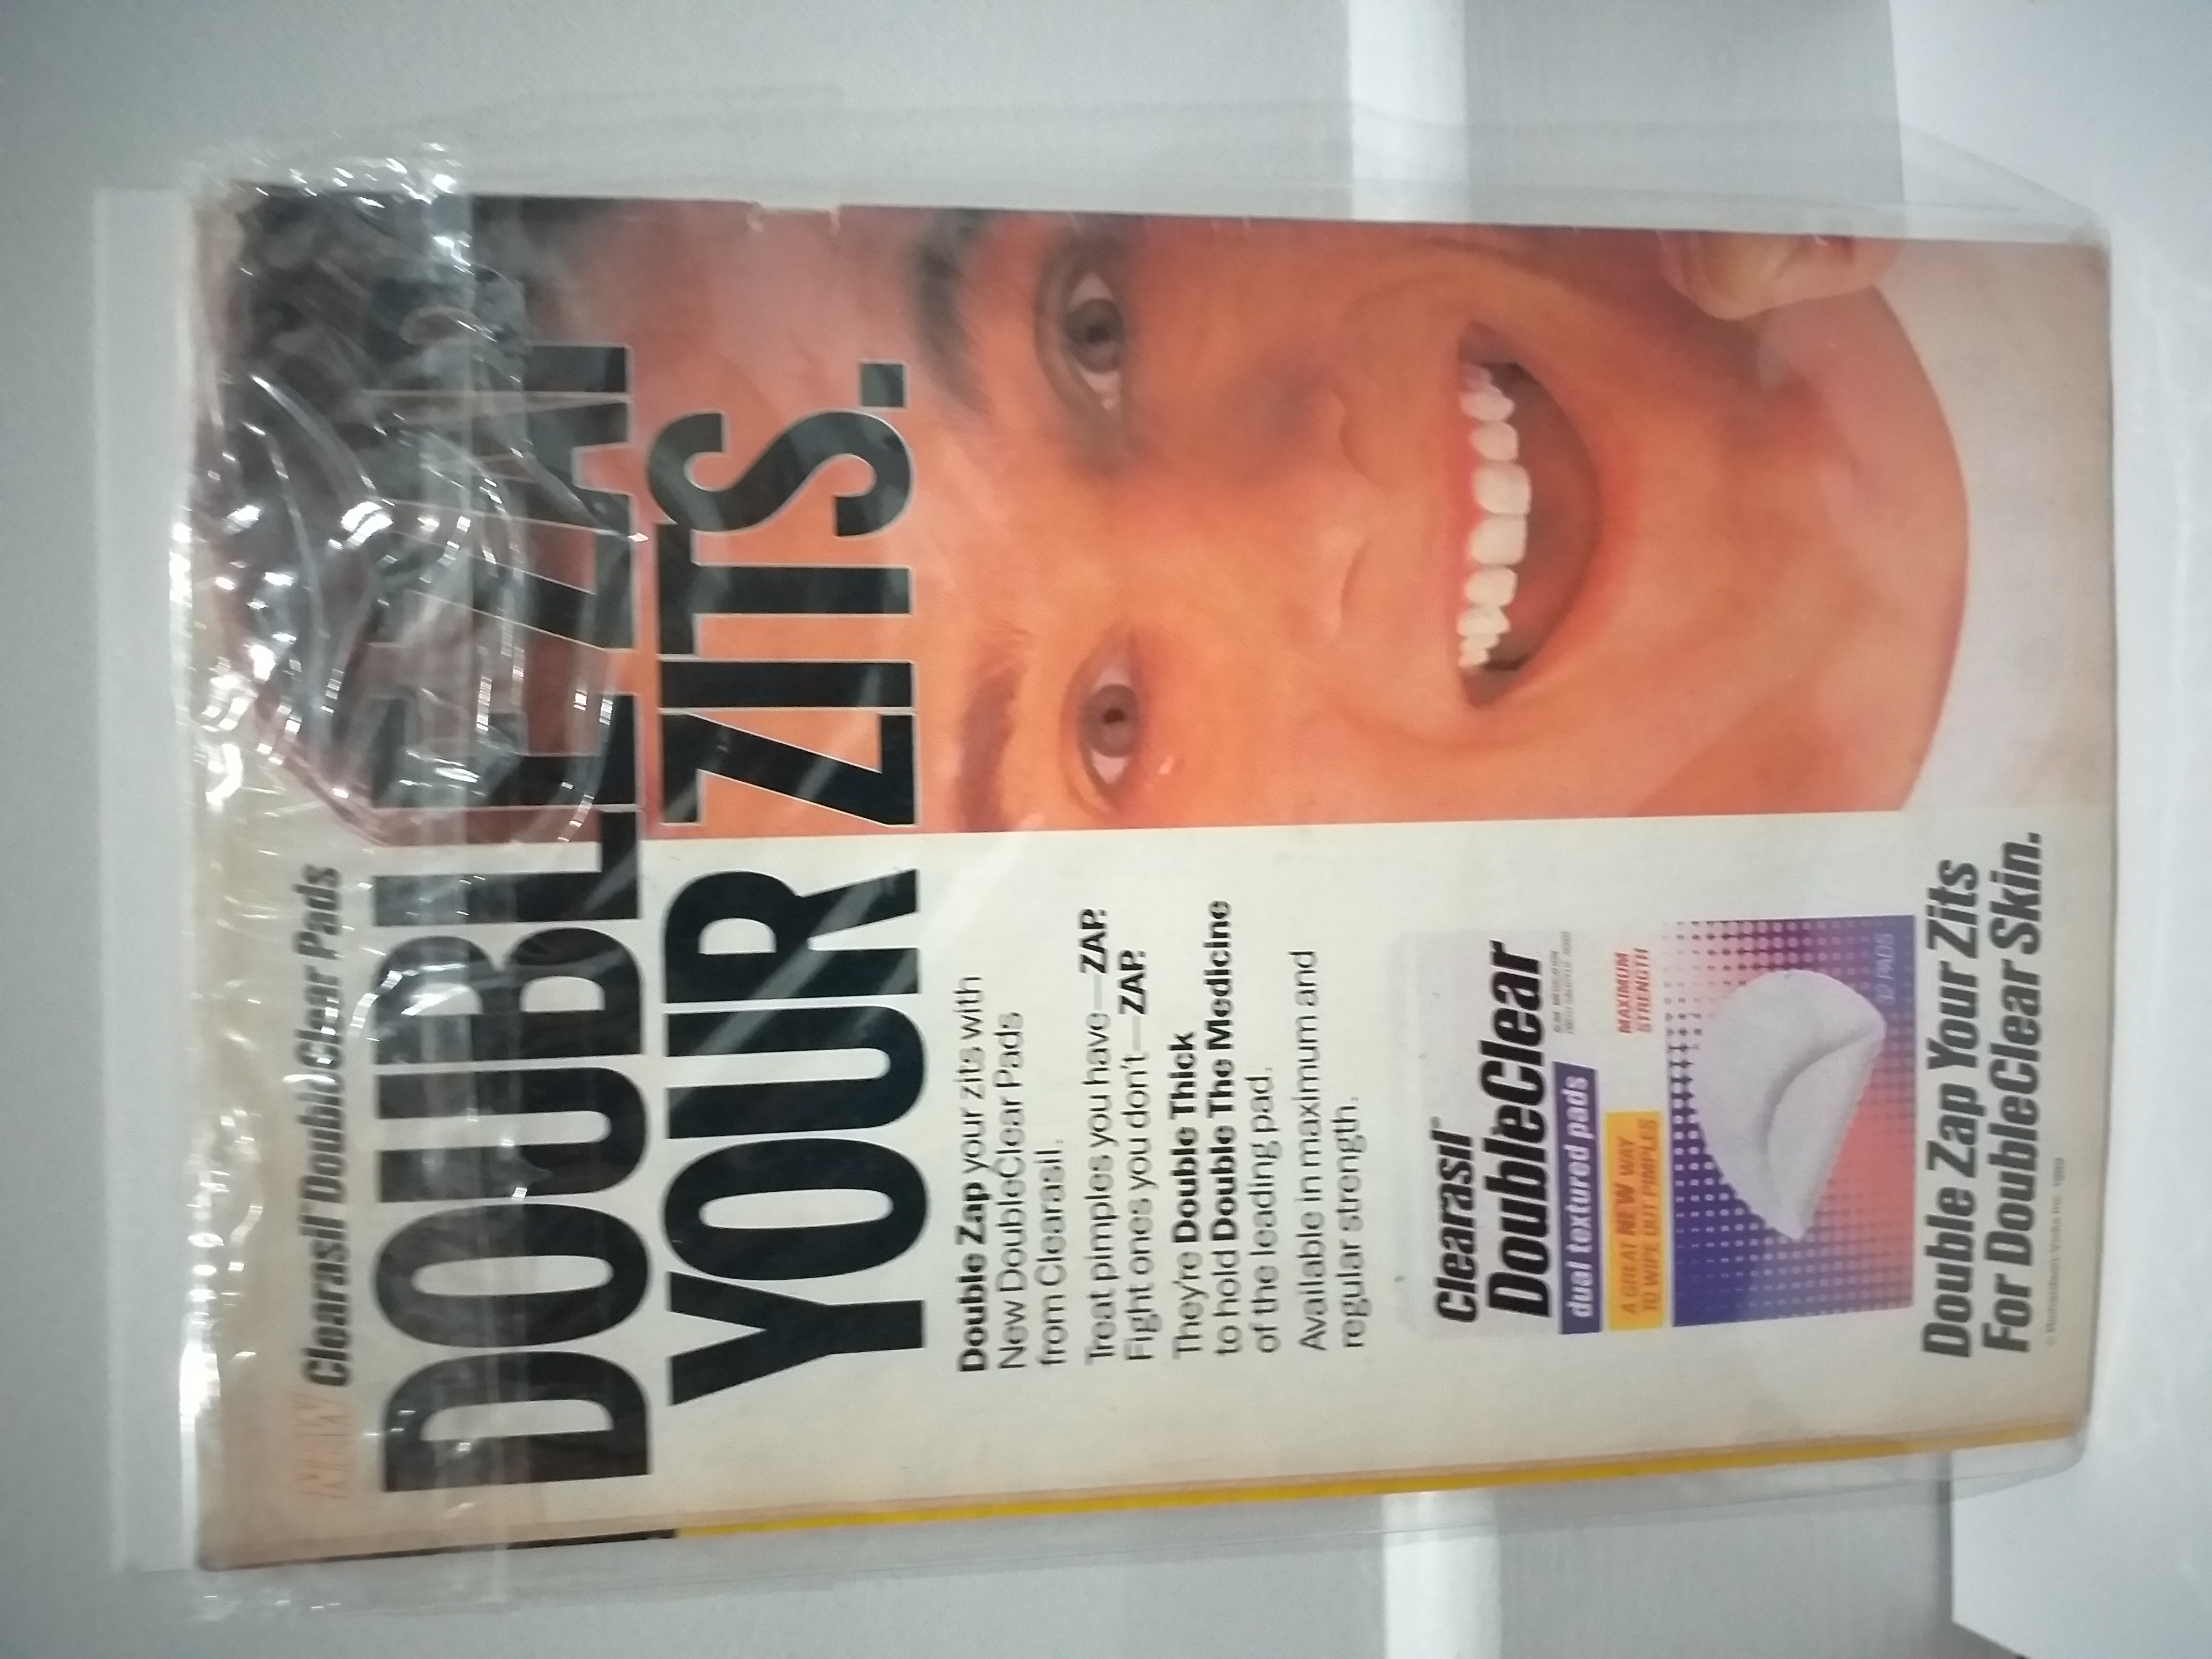 NEW Clearasil™ DoubleClear Pads
DOUBLE ZAP
YOUR ZITS.
Double Zap your zits with
New DoubleClear Pads
from Clearasil.
Treat pimples you have—ZAP.
Fight ones you don't—ZAP.
They're Double Thick
to hold Double The Medicine
of the leading pad.
Available in maximum and
regular strength.
Clearasil™
DoubleClear
dual textured pads
A GREAT NEW WAY
TO WIPE OUT PIMPLES
MAXIMUM
STRENGTH
32 PADS
Double Zap Your Zits
For DoubleClear Skin.
© Richardson-Vicks Inc. 1989